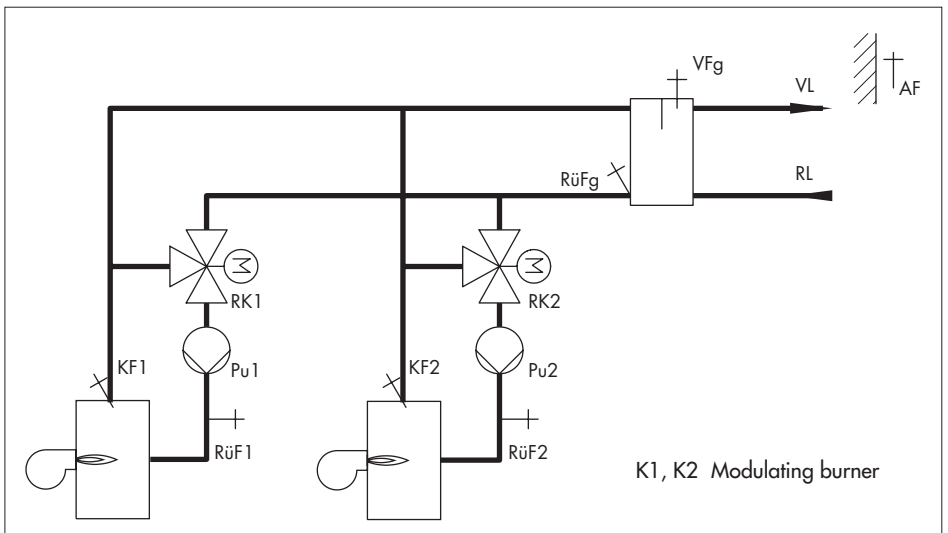 VFg
VL
AF
RüFg
RL
M
M
RK1
RK2
KF1
Pu1
KF2
Pu2
RüF1
RüF2
K1, K2 Modulating burner